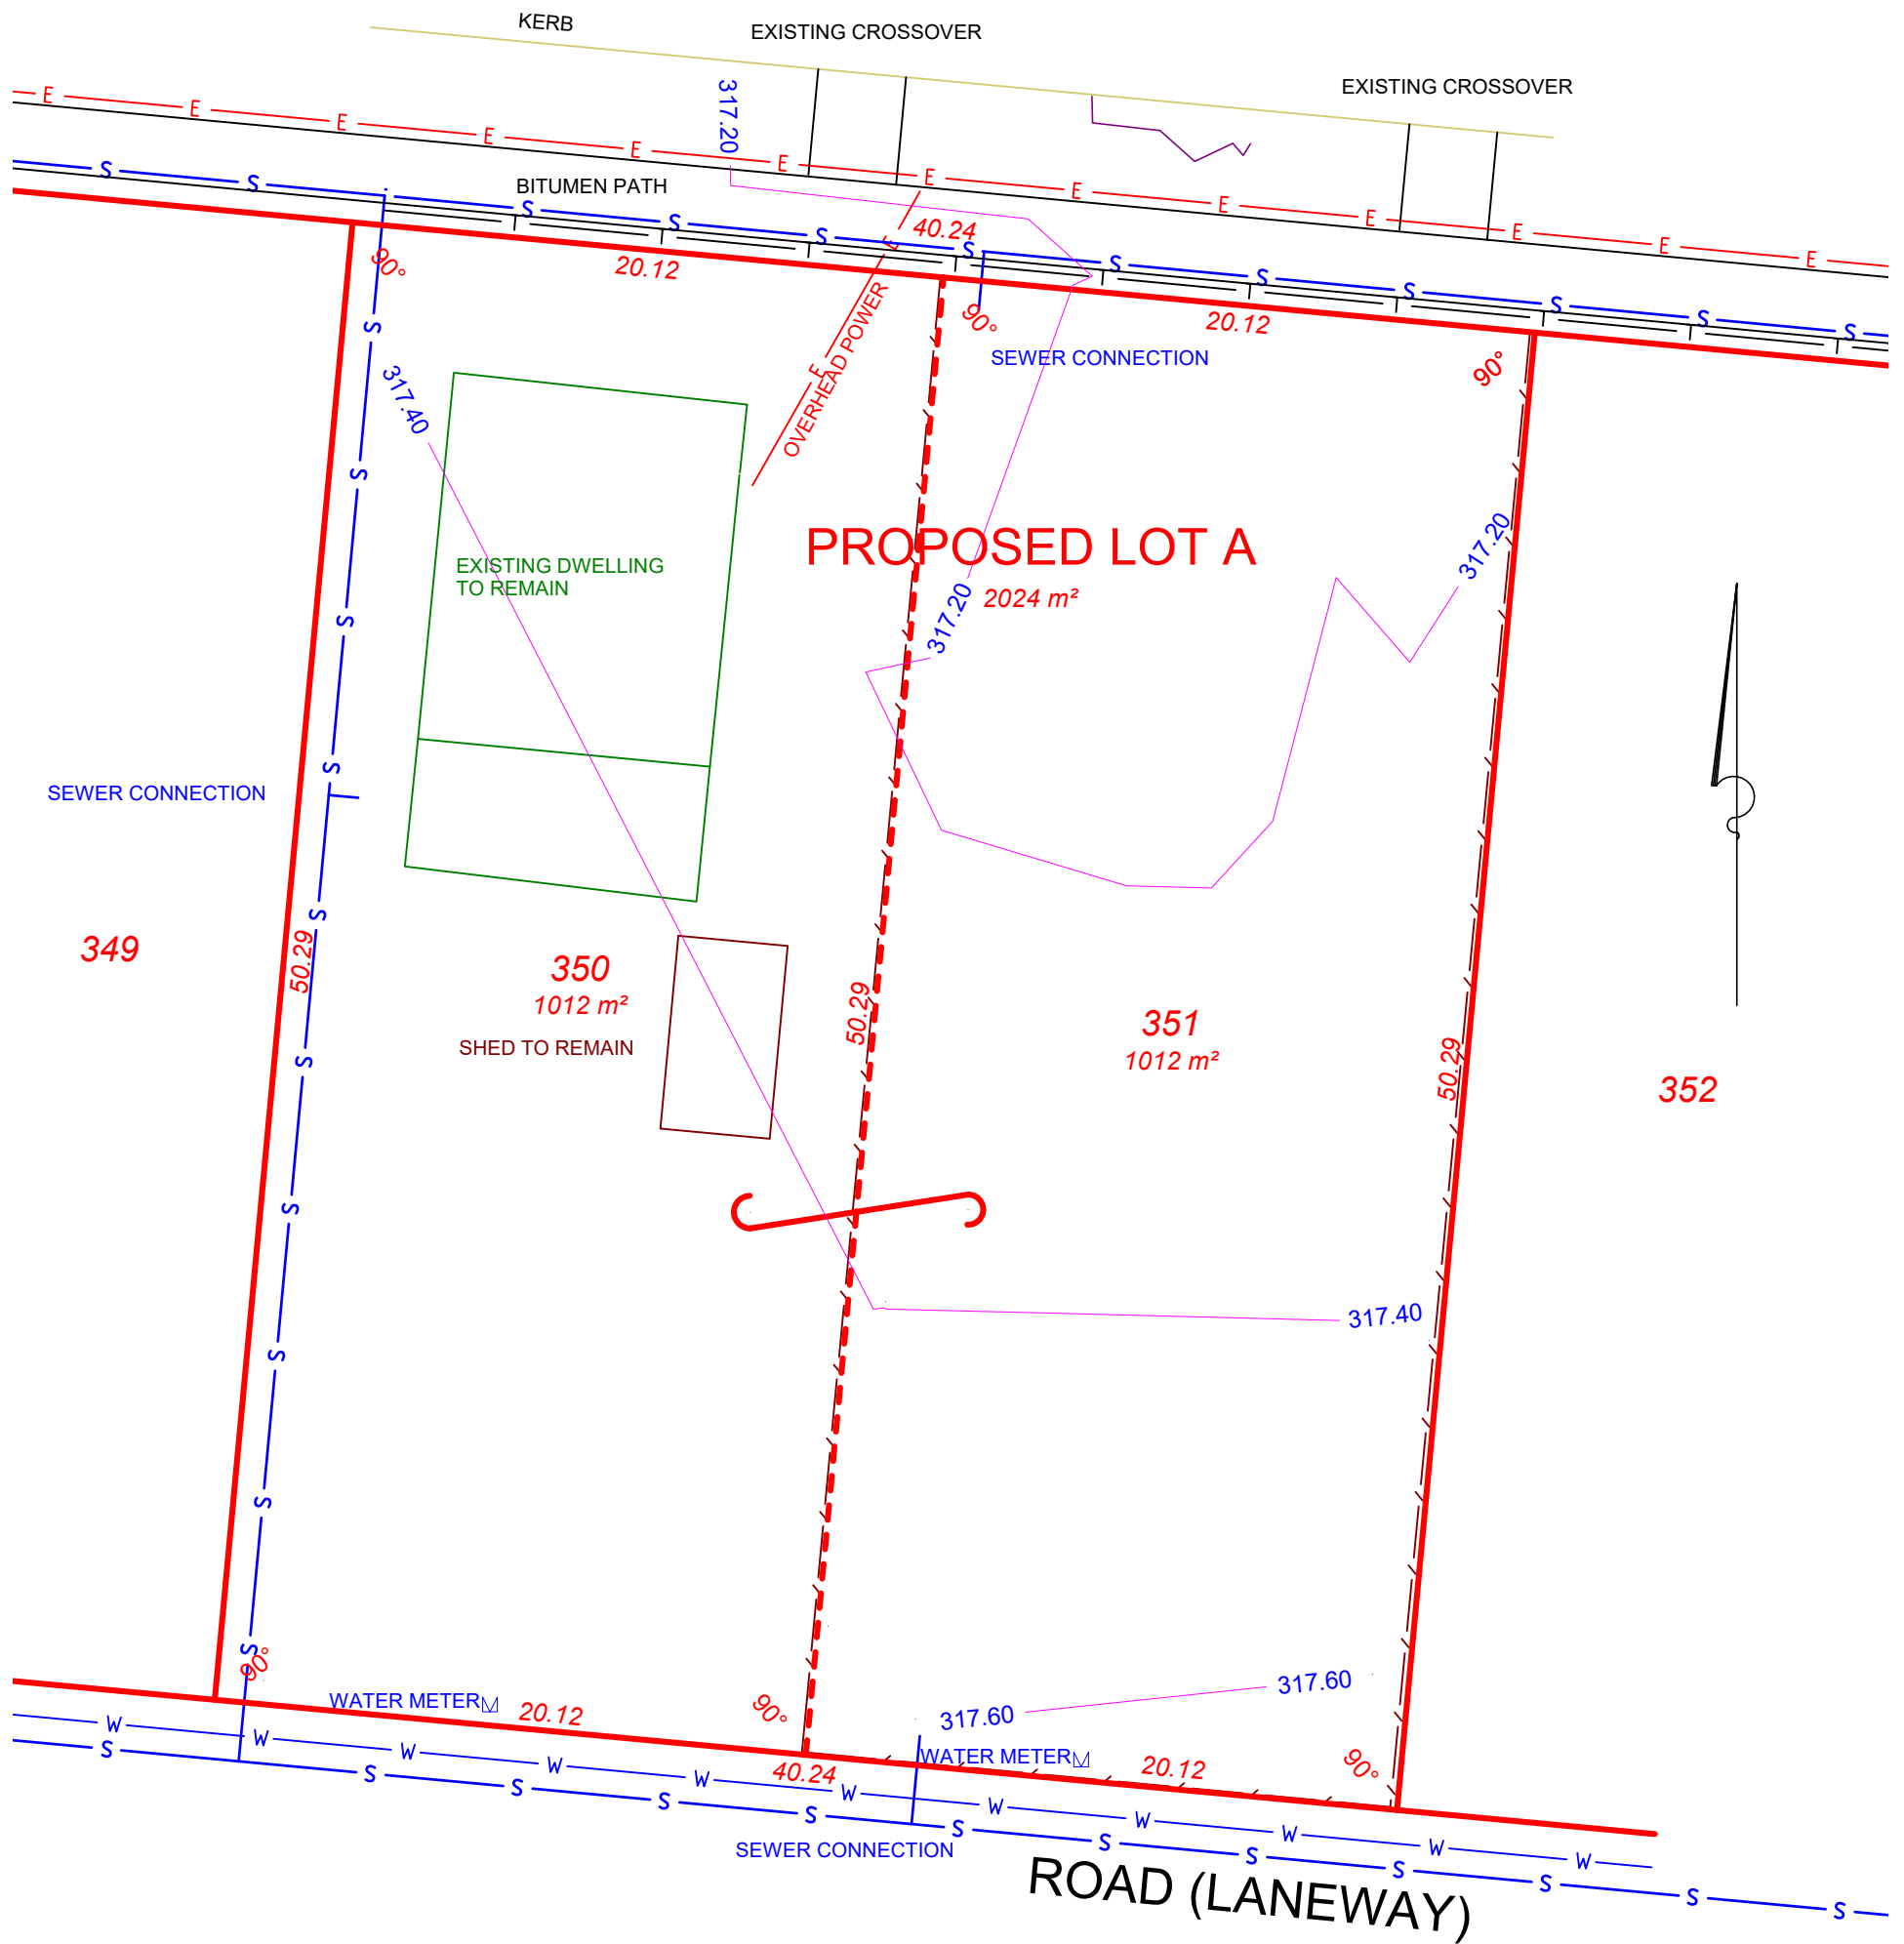 KERB
EXISTING CROSSOVER
EXISTING CROSSOVER
317.20
E E E E E E E E E E E E E
BITUMEN PATH
S S S S S S S S S S S S
40.24
20.12
20.12
90°
90°
90°
E
E
OVERHEAD POWER
SEWER CONNECTION
317.40
PROPOSED LOT A
2024 m²
317.20
317.20
EXISTING DWELLING
TO REMAIN
S S S S S S S S S S
SEWER CONNECTION
349
50.29
350
1012 m²
SHED TO REMAIN
50.29
351
1012 m²
50.29
352
317.40
90°
90°
90°
317.60
317.60
WATER METER
20.12
WATER METER
20.12
40.24
W W W W W W W W W W W
S S S S S S S S S S S S
SEWER CONNECTION
ROAD (LANEWAY)